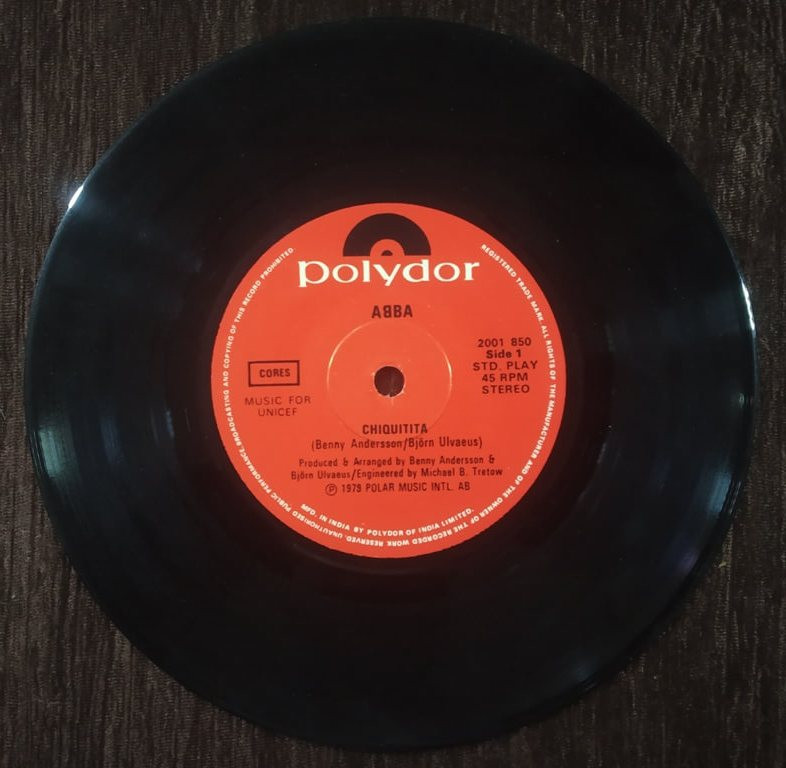 polydor
ABBA
2001 850
Side 1
STD. PLAY
45 RPM
STEREO
CORES
MUSIC FOR
UNICEF
CHIQUITITA
(Benny Andersson/Björn Ulvaeus)
Produced & Arranged by Benny Andersson &
Björn Ulvaeus/Engineered by Michael B. Tretow
Ⓟ 1979 POLAR MUSIC INTL. AB
REGISTERED TRADE MARK. ALL RIGHTS OF THE MANUFACTURER AND OF THE OWNER OF THE RECORDED WORK RESERVED. UNAUTHORISED PUBLIC PERFORMANCE, BROADCASTING AND COPYING OF THIS RECORD PROHIBITED.
IN INDIA BY POLYDOR OF INDIA LIMITED.